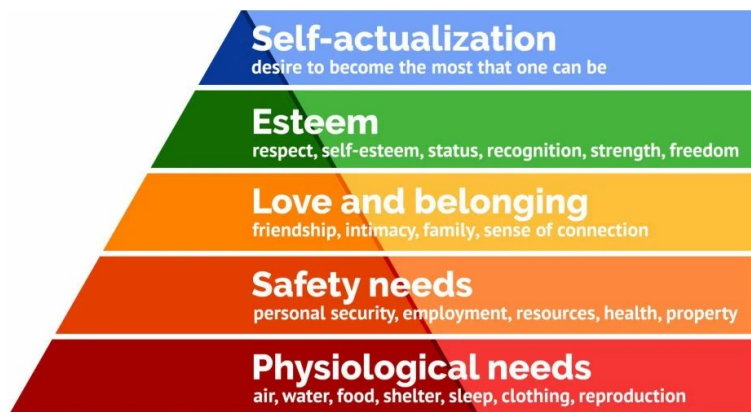 Self-actualization
desire to become the most that one can be
Esteem
respect, self-esteem, status, recognition, strength, freedom
Love and belonging
friendship, intimacy, family, sense of connection
Safety needs
personal security, employment, resources, health, property
Physiological needs
air, water, food, shelter, sleep, clothing, reproduction